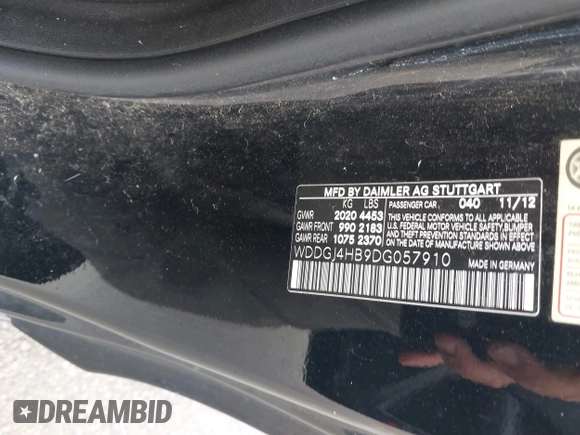 MFD BY DAIMLER AG STUTTGART
KG LBS PASSENGER CAR 040 11/12
GVWR 2020 4453 THIS VEHICLE CONFORMS TO ALL APPLICABLE
GAWR FRONT 990 2183 U.S. FEDERAL MOTOR VEHICLE SAFETY, BUMPER
GAWR REAR 1075 2370 AND THEFT PREVENTION STANDARDS IN EFFECT
ON THE DATE OF MANUFACTURE SHOWN ABOVE.
WDDGJ4HB9DG057910 MADE IN GERMANY
DREAMBID